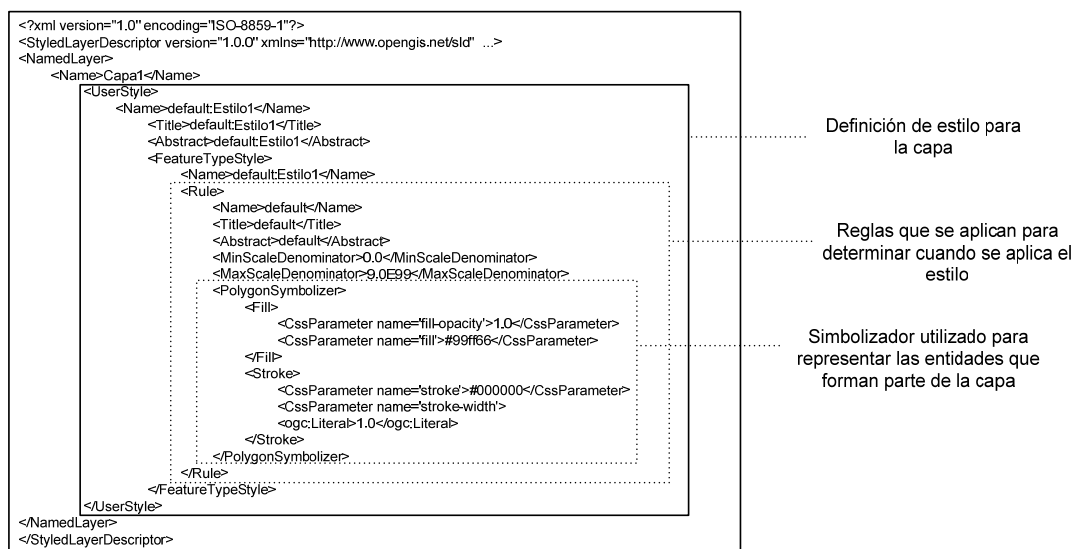 <?xml version="1.0" encoding="ISO-8859-1"?>
<StyledLayerDescriptor version="1.0.0" xmlns="http://www.opengis.net/sld" ...>
<NamedLayer>
<Name>Capa1</Name>
<UserStyle>
<Name>default:Estilo1</Name>
<Title>default:Estilo1</Title>
<Abstract>default:Estilo1</Abstract>
<FeatureTypeStyle>
<Name>default:Estilo1</Name>
<Rule>
<Name>default</Name>
<Title>default</Title>
<Abstract>default</Abstract>
<MinScaleDenominator>0.0</MinScaleDenominator>
<MaxScaleDenominator>9.0E99</MaxScaleDenominator>
<PolygonSymbolizer>
<Fill>
<CssParameter name='fill-opacity'>1.0</CssParameter>
<CssParameter name='fill'>#99ff66</CssParameter>
</Fill>
<Stroke>
<CssParameter name='stroke'>#000000</CssParameter>
<CssParameter name='stroke-width'>
<ogc:Literal>1.0</ogc:Literal>
</Stroke>
</PolygonSymbolizer>
</Rule>
</FeatureTypeStyle>
</UserStyle>
</NamedLayer>
</StyledLayerDescriptor>
Definición de estilo para
la capa
Reglas que se aplican para
determinar cuando se aplica el
estilo
Simbolizador utilizado para
representar las entidades que
forman parte de la capa